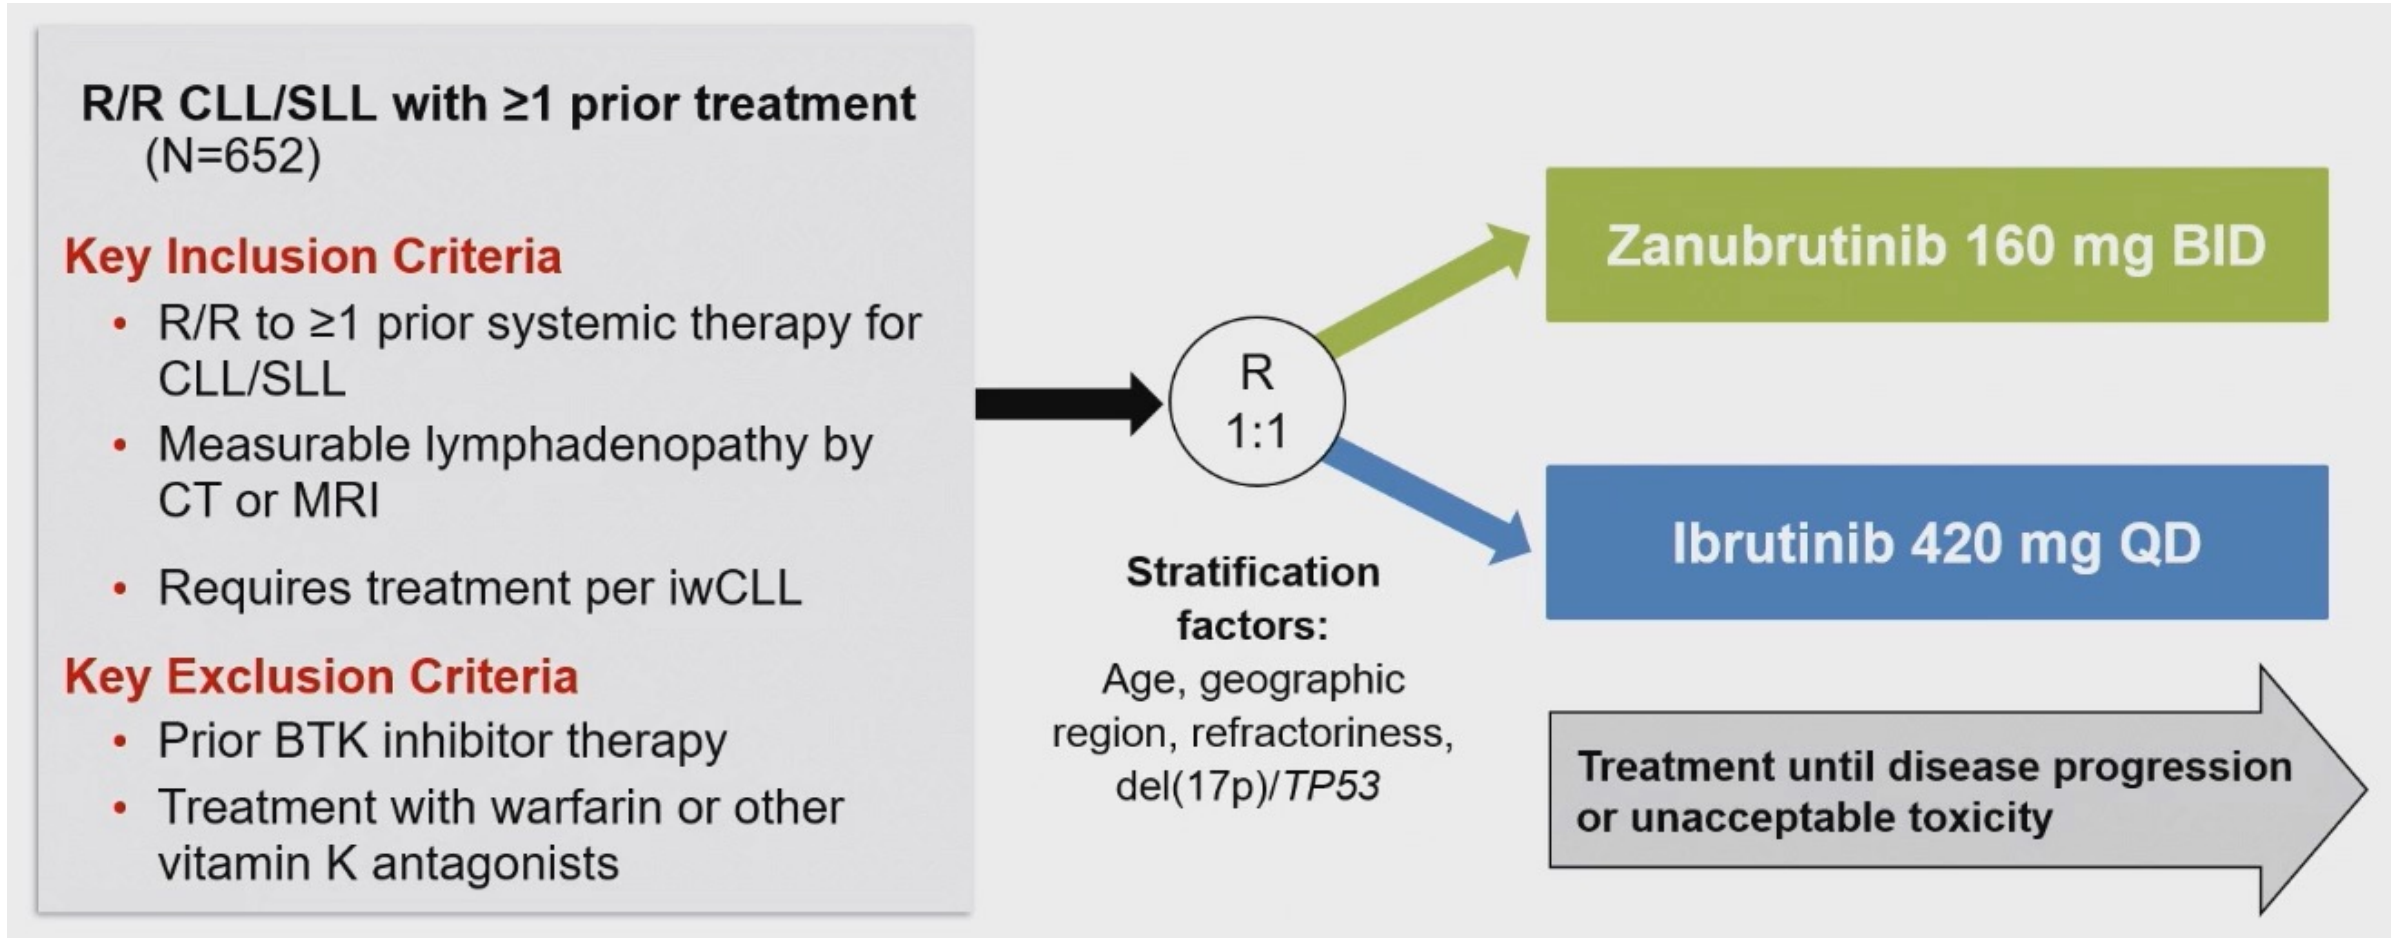 R/R CLL/SLL with ≥1 prior treatment
(N=652)
Key Inclusion Criteria
• R/R to ≥1 prior systemic therapy for
CLL/SLL
• Measurable lymphadenopathy by
CT or MRI
• Requires treatment per iwCLL
Key Exclusion Criteria
• Prior BTK inhibitor therapy
• Treatment with warfarin or other
vitamin K antagonists
R
1:1
Stratification
factors:
Age, geographic
region, refractoriness,
del(17p)/TP53
Zanubrutinib 160 mg BID
Ibrutinib 420 mg QD
Treatment until disease progression
or unacceptable toxicity